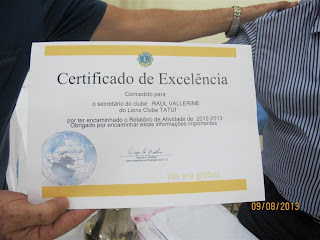 Certificado de Excelência
Concedido para
o secretário do clube RAUL VALLERINE
do Lions Clube TATUI
por ter encaminhado o Relatório de Atividade de 2012-2013.
Obrigado por encaminhar estas informações importantes
We are global.
09/08/2013